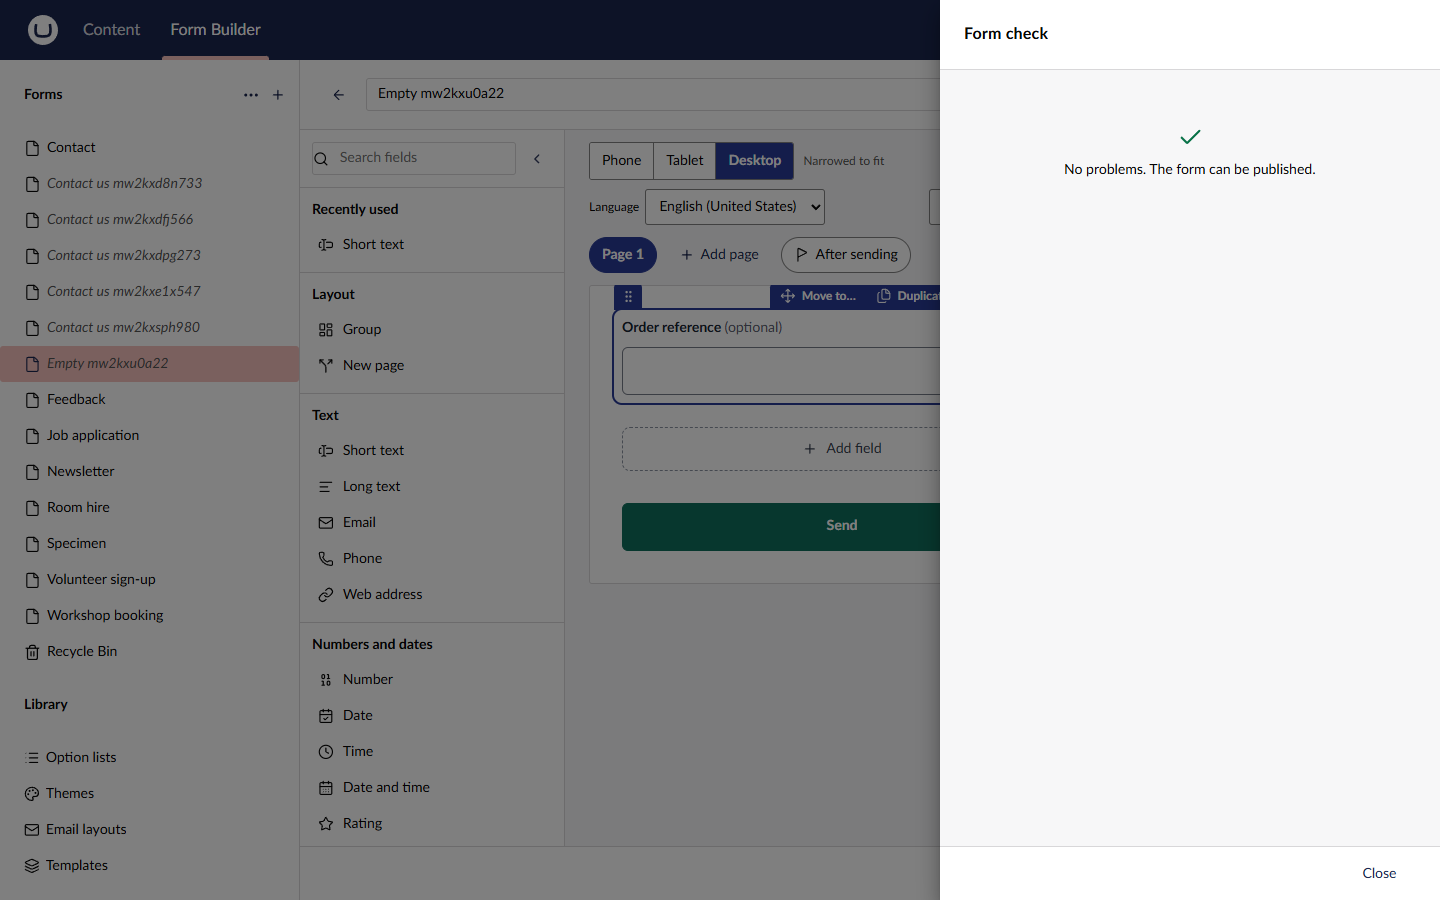 Content
Form Builder
Form check
Forms
Empty mw2kxu0a22
Contact
Contact us mw2kxd8n733
Contact us mw2kxdfj566
Contact us mw2kxdpg273
Contact us mw2kxe1x547
Contact us mw2kxsph980
Empty mw2kxu0a22
Feedback
Job application
Newsletter
Room hire
Specimen
Volunteer sign-up
Workshop booking
Recycle Bin
Library
Option lists
Themes
Email layouts
Templates
Search fields
Recently used
Short text
Layout
Group
New page
Text
Short text
Long text
Email
Phone
Web address
Numbers and dates
Number
Date
Time
Date and time
Rating
Phone
Tablet
Desktop
Narrowed to fit
Language
English (United States)
Page 1
Add page
After sending
Move to...
Order reference (optional)
Add field
Send
No problems. The form can be published.
Close